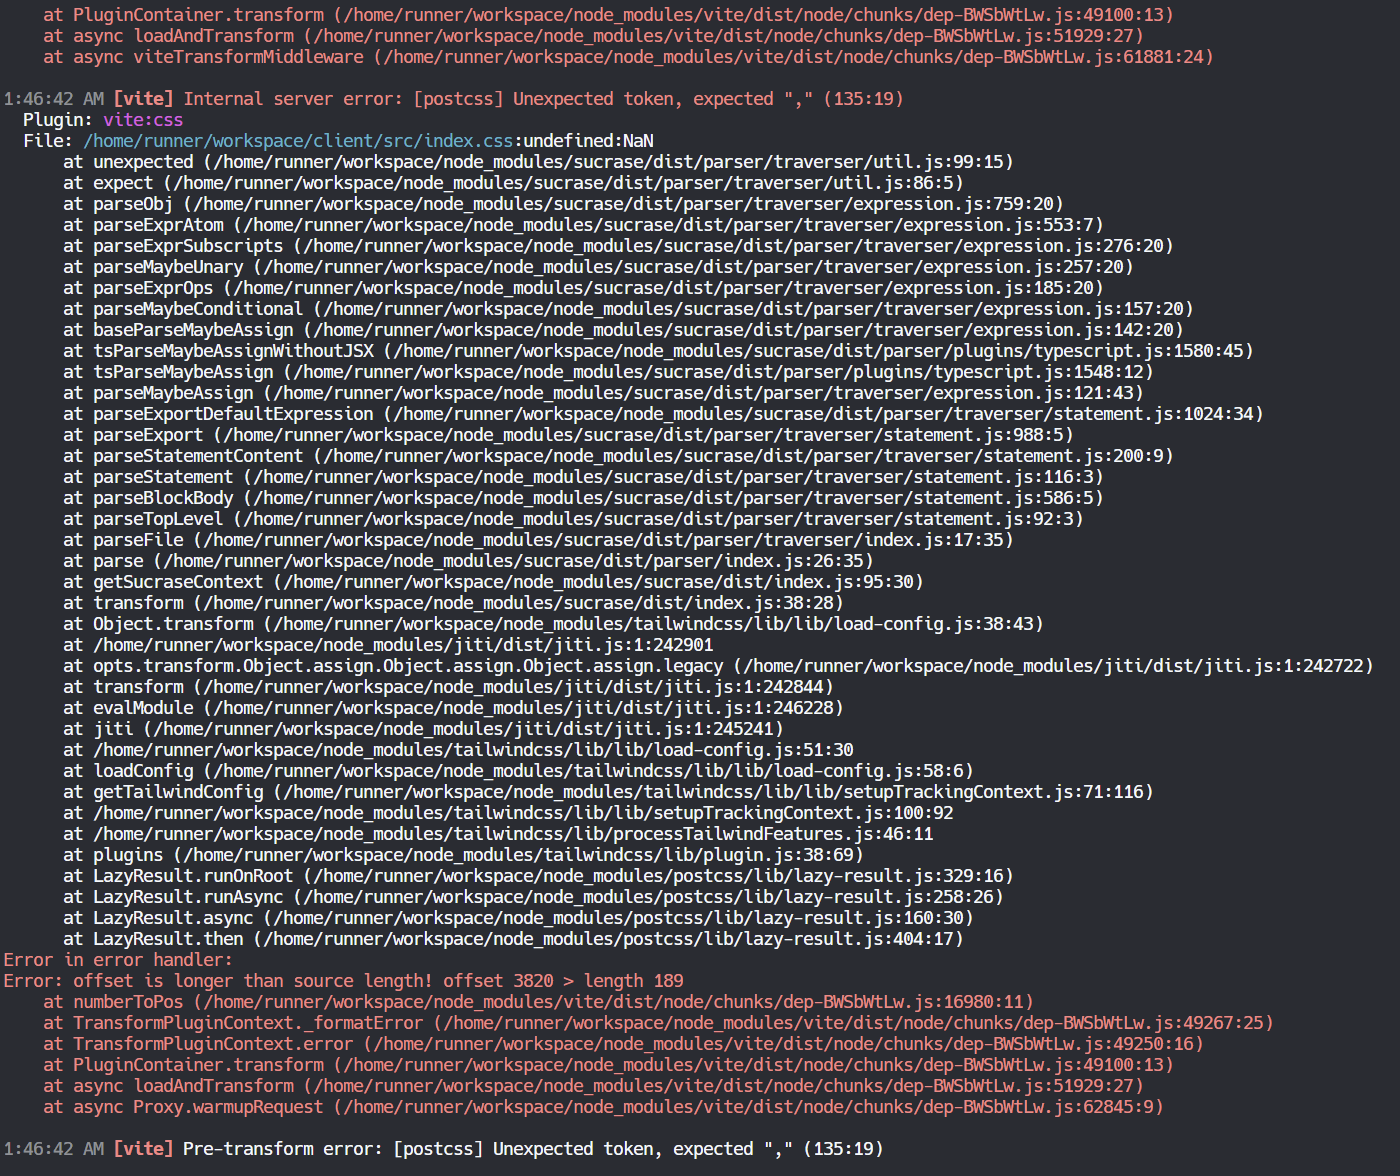 at PluginContainer.transform (/home/runner/workspace/node_modules/vite/dist/node/chunks/dep-BWSbWtLw.js:49100:13)
at async loadAndTransform (/home/runner/workspace/node_modules/vite/dist/node/chunks/dep-BWSbWtLw.js:51929:27)
at async viteTransformMiddleware (/home/runner/workspace/node_modules/vite/dist/node/chunks/dep-BWSbWtLw.js:61881:24)
1:46:42 AM [vite] Internal server error: [postcss] Unexpected token, expected "," (135:19)
Plugin: vite:css
File: /home/runner/workspace/client/src/index.css:undefined:NaN
at unexpected (/home/runner/workspace/node_modules/sucrase/dist/parser/traverser/util.js:99:15)
at expect (/home/runner/workspace/node_modules/sucrase/dist/parser/traverser/util.js:86:5)
at parseObj (/home/runner/workspace/node_modules/sucrase/dist/parser/traverser/expression.js:759:20)
at parseExprAtom (/home/runner/workspace/node_modules/sucrase/dist/parser/traverser/expression.js:553:7)
at parseExprSubscripts (/home/runner/workspace/node_modules/sucrase/dist/parser/traverser/expression.js:276:20)
at parseMaybeUnary (/home/runner/workspace/node_modules/sucrase/dist/parser/traverser/expression.js:257:20)
at parseExprOps (/home/runner/workspace/node_modules/sucrase/dist/parser/traverser/expression.js:185:20)
at parseMaybeConditional (/home/runner/workspace/node_modules/sucrase/dist/parser/traverser/expression.js:157:20)
at baseParseMaybeAssign (/home/runner/workspace/node_modules/sucrase/dist/parser/traverser/expression.js:142:20)
at tsParseMaybeAssignWithoutJSX (/home/runner/workspace/node_modules/sucrase/dist/parser/plugins/typescript.js:1580:45)
at tsParseMaybeAssign (/home/runner/workspace/node_modules/sucrase/dist/parser/plugins/typescript.js:1548:12)
at parseMaybeAssign (/home/runner/workspace/node_modules/sucrase/dist/parser/traverser/expression.js:121:43)
at parseExportDefaultExpression (/home/runner/workspace/node_modules/sucrase/dist/parser/traverser/statement.js:1024:34)
at parseExport (/home/runner/workspace/node_modules/sucrase/dist/parser/traverser/statement.js:988:5)
at parseStatementContent (/home/runner/workspace/node_modules/sucrase/dist/parser/traverser/statement.js:200:9)
at parseStatement (/home/runner/workspace/node_modules/sucrase/dist/parser/traverser/statement.js:116:3)
at parseBlockBody (/home/runner/workspace/node_modules/sucrase/dist/parser/traverser/statement.js:586:5)
at parseTopLevel (/home/runner/workspace/node_modules/sucrase/dist/parser/traverser/statement.js:92:3)
at parseFile (/home/runner/workspace/node_modules/sucrase/dist/parser/traverser/index.js:17:35)
at parse (/home/runner/workspace/node_modules/sucrase/dist/parser/index.js:26:35)
at getSucraseContext (/home/runner/workspace/node_modules/sucrase/dist/index.js:95:30)
at transform (/home/runner/workspace/node_modules/sucrase/dist/index.js:38:28)
at Object.transform (/home/runner/workspace/node_modules/tailwindcss/lib/lib/load-config.js:38:43)
at /home/runner/workspace/node_modules/jiti/dist/jiti.js:1:242901
at opts.transform.Object.assign.Object.assign.Object.assign.legacy (/home/runner/workspace/node_modules/jiti/dist/jiti.js:1:242722)
at transform (/home/runner/workspace/node_modules/jiti/dist/jiti.js:1:242844)
at evalModule (/home/runner/workspace/node_modules/jiti/dist/jiti.js:1:246228)
at jiti (/home/runner/workspace/node_modules/jiti/dist/jiti.js:1:245241)
at /home/runner/workspace/node_modules/tailwindcss/lib/lib/load-config.js:51:30
at loadConfig (/home/runner/workspace/node_modules/tailwindcss/lib/lib/load-config.js:58:6)
at getTailwindConfig (/home/runner/workspace/node_modules/tailwindcss/lib/lib/setupTrackingContext.js:71:116)
at /home/runner/workspace/node_modules/tailwindcss/lib/lib/setupTrackingContext.js:100:92
at /home/runner/workspace/node_modules/tailwindcss/lib/processTailwindFeatures.js:46:11
at plugins (/home/runner/workspace/node_modules/tailwindcss/lib/plugin.js:38:69)
at LazyResult.runOnRoot (/home/runner/workspace/node_modules/postcss/lib/lazy-result.js:329:16)
at LazyResult.runAsync (/home/runner/workspace/node_modules/postcss/lib/lazy-result.js:258:26)
at LazyResult.async (/home/runner/workspace/node_modules/postcss/lib/lazy-result.js:160:30)
at LazyResult.then (/home/runner/workspace/node_modules/postcss/lib/lazy-result.js:404:17)
Error in error handler:
Error: offset is longer than source length! offset 3820 > length 189
at numberToPos (/home/runner/workspace/node_modules/vite/dist/node/chunks/dep-BWSbWtLw.js:16980:11)
at TransformPluginContext._formatError (/home/runner/workspace/node_modules/vite/dist/node/chunks/dep-BWSbWtLw.js:49267:25)
at TransformPluginContext.error (/home/runner/workspace/node_modules/vite/dist/node/chunks/dep-BWSbWtLw.js:49250:16)
at PluginContainer.transform (/home/runner/workspace/node_modules/vite/dist/node/chunks/dep-BWSbWtLw.js:49100:13)
at async loadAndTransform (/home/runner/workspace/node_modules/vite/dist/node/chunks/dep-BWSbWtLw.js:51929:27)
at async Proxy.warmupRequest (/home/runner/workspace/node_modules/vite/dist/node/chunks/dep-BWSbWtLw.js:62845:9)
1:46:42 AM [vite] Pre-transform error: [postcss] Unexpected token, expected "," (135:19)